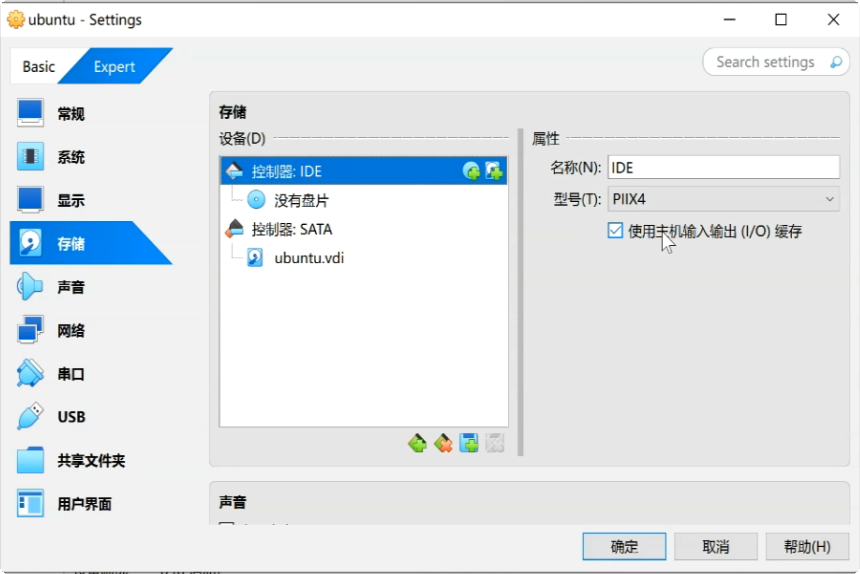 ubuntu - Settings
Basic
Expert
Search settings
常规
系统
显示
存储
声音
网络
串口
USB
共享文件夹
用户界面
存储
设备(D)
控制器: IDE
没有盘片
控制器: SATA
ubuntu.vdi
属性
名称(N): IDE
型号(T): PIIX4
使用主机输入输出 (I/O) 缓存
声音
确定
取消
帮助(H)